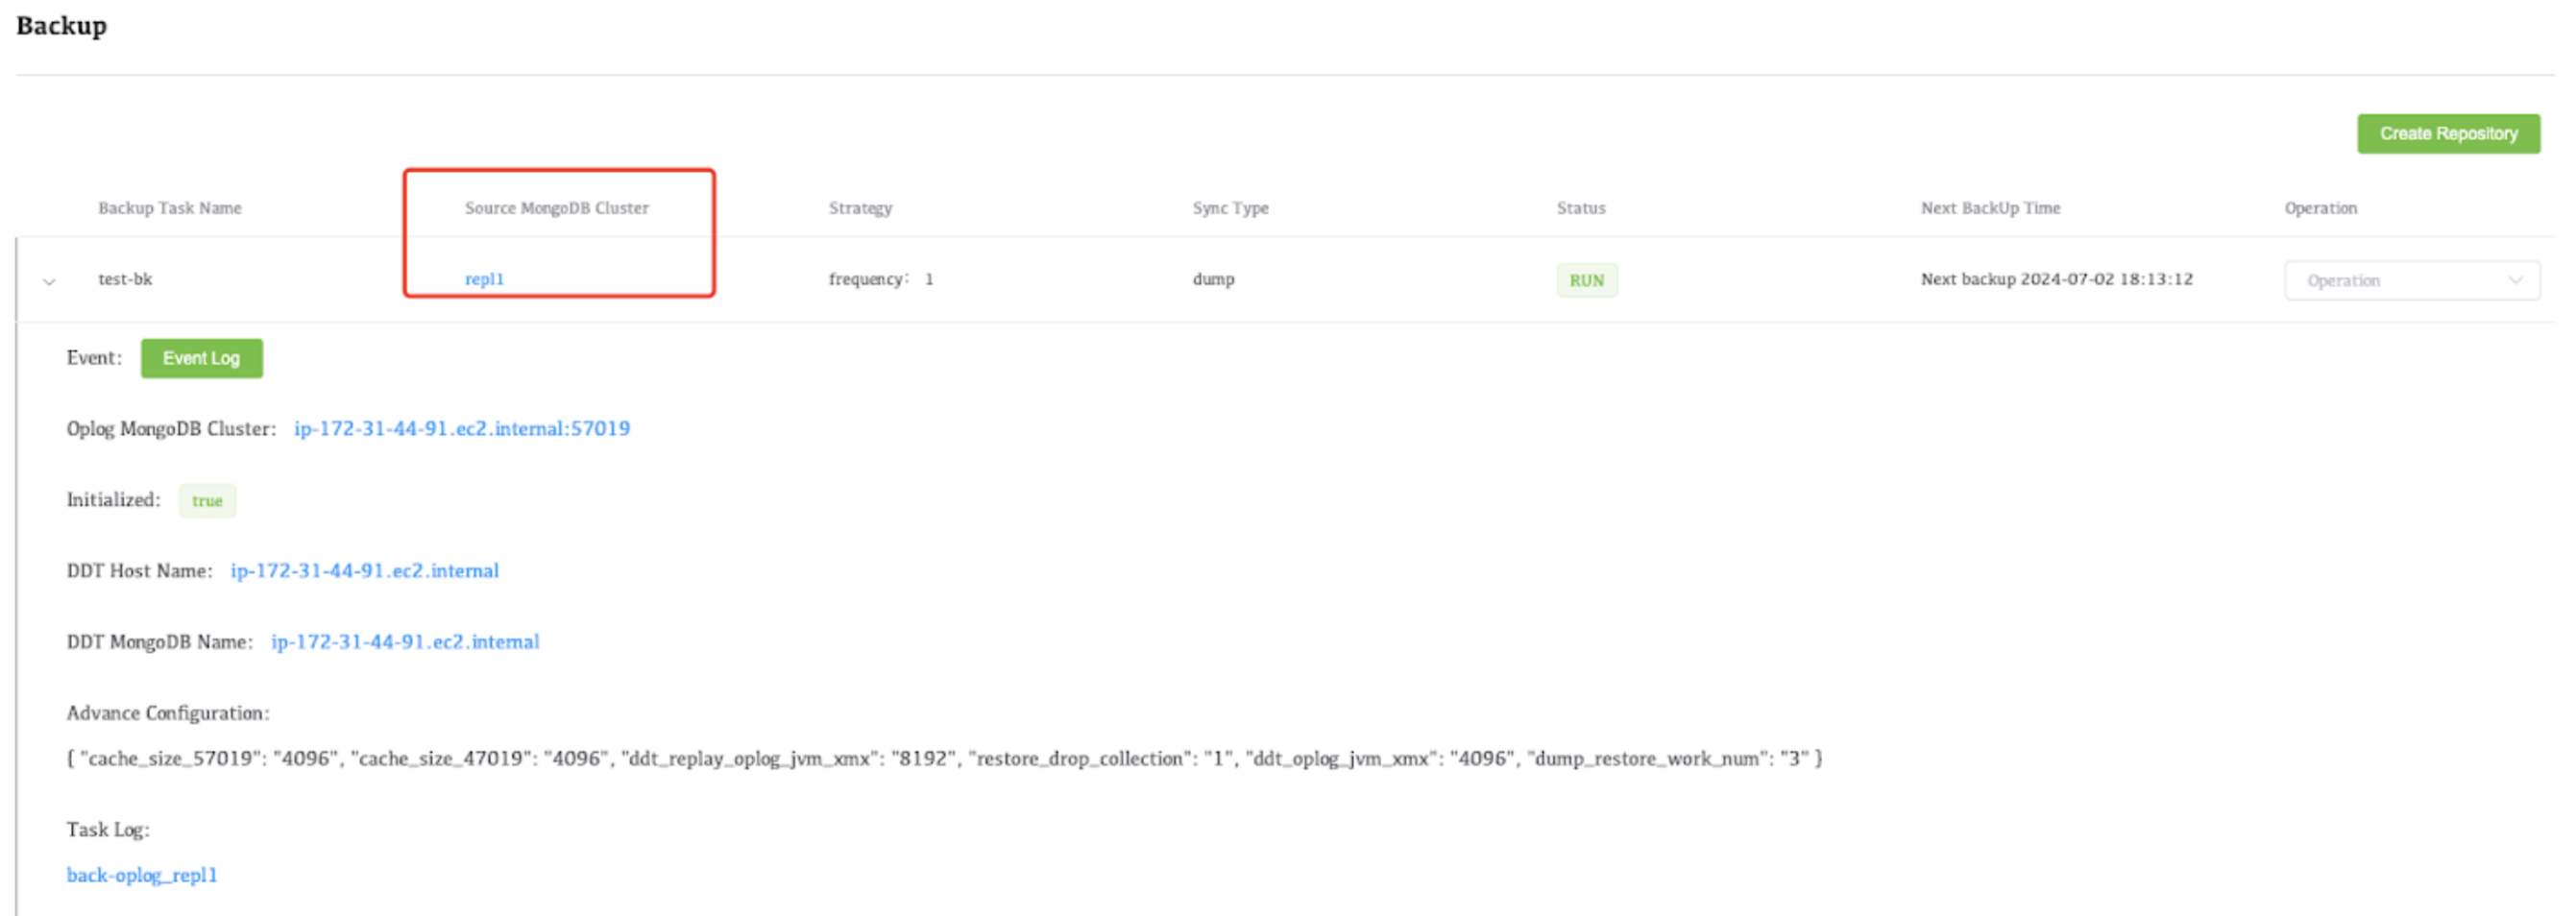 Backup
Create Repository
Backup Task Name Source MongoDB Cluster Strategy Sync Type Status Next BackUp Time Operation
test-bk repl1 frequency: 1 dump RUN Next backup 2024-07-02 18:13:12 Operation
Event: Event Log
Oplog MongoDB Cluster: ip-172-31-44-91.ec2.internal:57019
Initialized: true
DDT Host Name: ip-172-31-44-91.ec2.internal
DDT MongoDB Name: ip-172-31-44-91.ec2.internal
Advance Configuration:
{ "cache_size_57019": "4096", "cache_size_47019": "4096", "ddt_replay_oplog_jvm_xmx": "8192", "restore_drop_collection": "1", "ddt_oplog_jvm_xmx": "4096", "dump_restore_work_num": "3" }
Task Log:
back-oplog_repl1